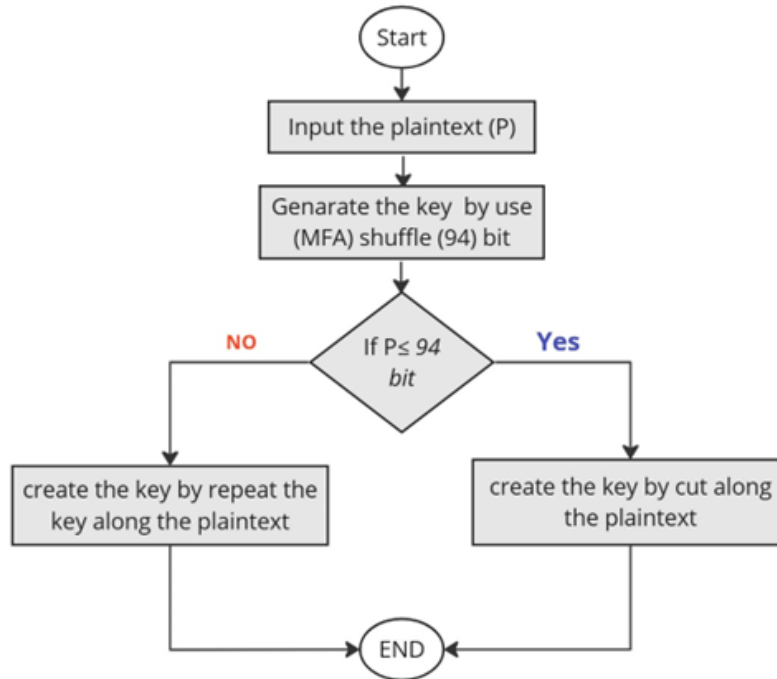 Start
Input the plaintext (P)
Genarate the key by use
(MFA) shuffle (94) bit
If P≤ 94
bit
NO
Yes
create the key by repeat the
key along the plaintext
create the key by cut along
the plaintext
END